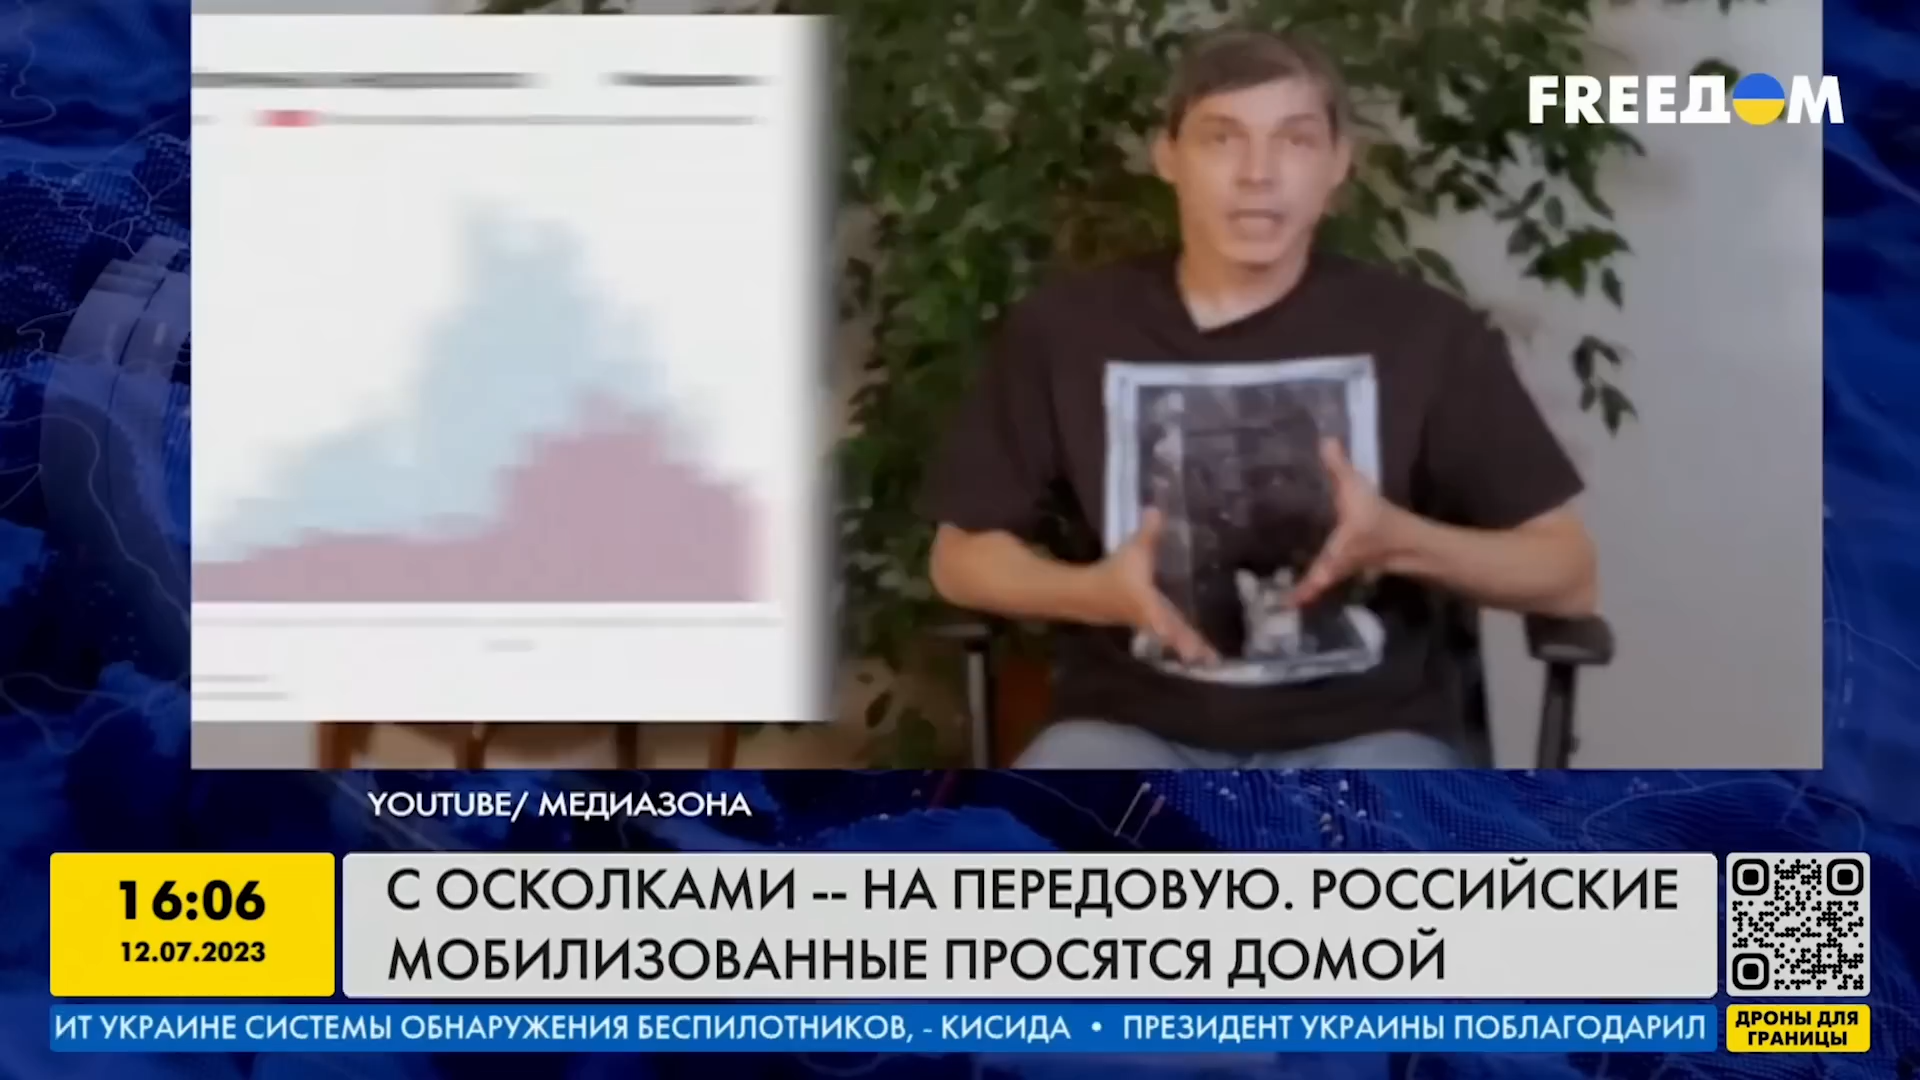 FREEДОМ
YOUTUBE/ МЕДИАЗОНА
16:06
12.07.2023
С ОСКОЛКАМИ -- НА ПЕРЕДОВУЮ. РОССИЙСКИЕ
МОБИЛИЗОВАННЫЕ ПРОСЯТСЯ ДОМОЙ
ИТ УКРАИНЕ СИСТЕМЫ ОБНАРУЖЕНИЯ БЕСПИЛОТНИКОВ, - КИСИДА • ПРЕЗИДЕНТ УКРАИНЫ ПОБЛАГОДАРИЛ
ДРОНЫ ДЛЯ
ГРАНИЦЫ